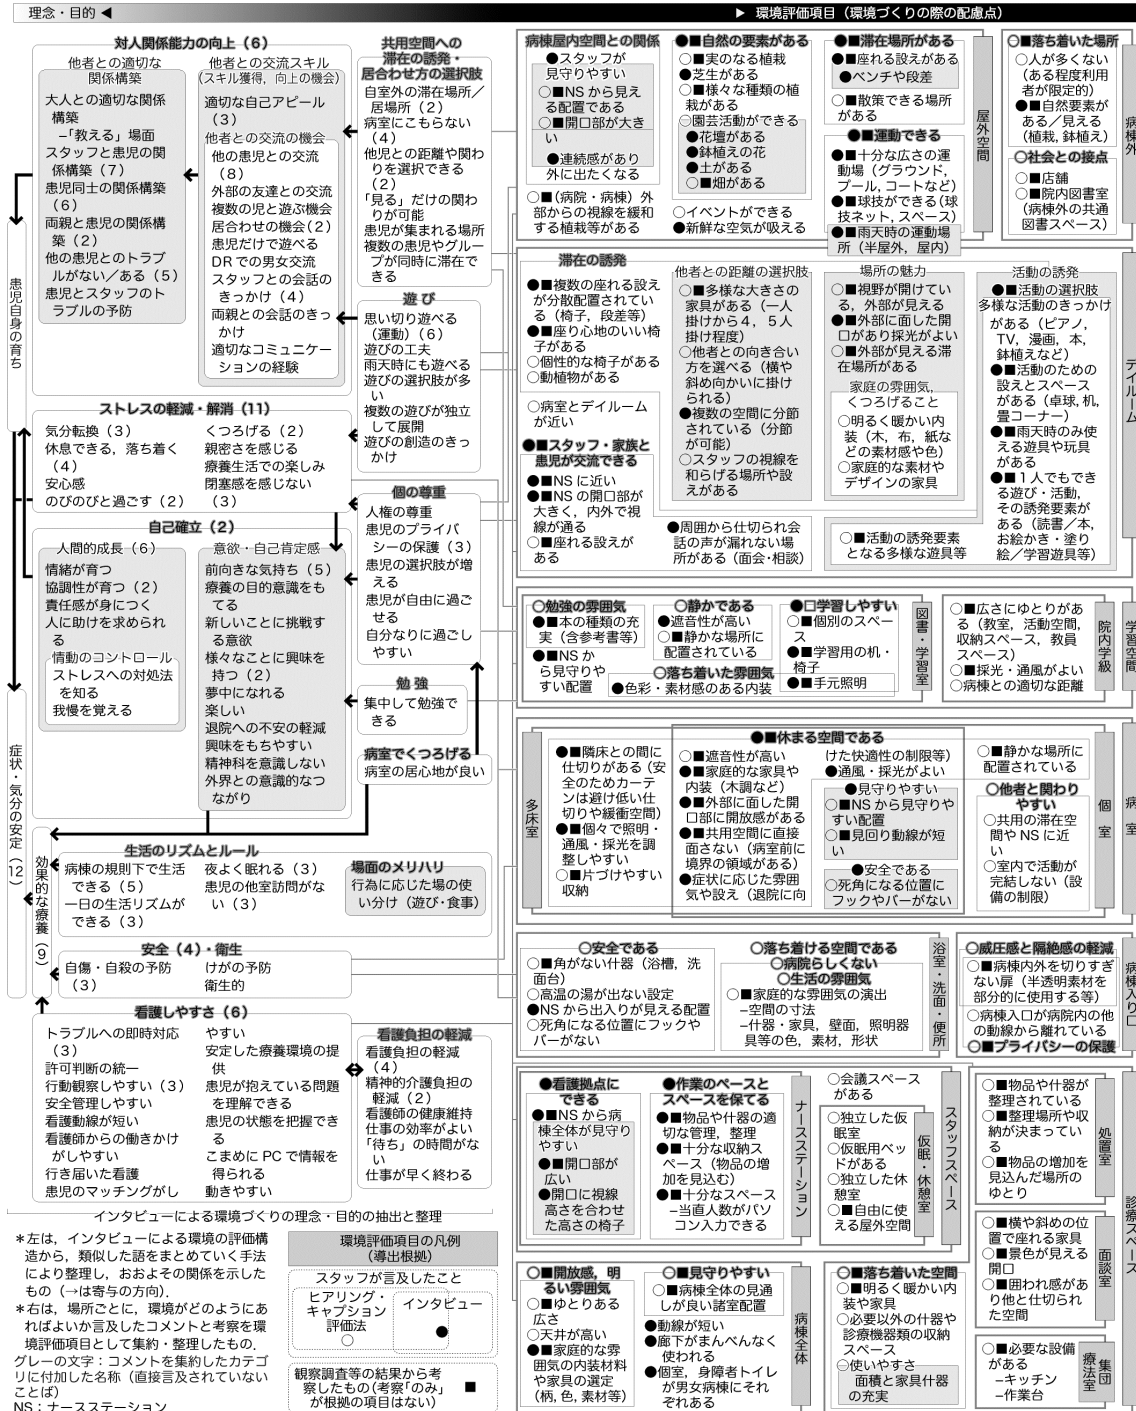 理念・目的 ◀
▶ 環境評価項目（環境づくりの際の配慮点）
対人関係能力の向上（6）
他者との適切な
関係構築
大人との適切な関係
構築
−「教える」場面
スタッフと患児の関
係構築（7）
患児同士の関係構築
（6）
両親と患児の関係構
築（2）
他の患児とのトラブ
ルがない／ある（5）
患児とスタッフのト
ラブルの予防
他者との交流スキル
（スキル獲得，向上の機会）
適切な自己アピール
（3）
他者との交流の機会
他の患児との交流
（8）
外部の友達との交流
複数の児と遊ぶ機会
居合わせの機会（2）
患児だけで遊べる
DRでの男女交流
スタッフとの会話の
きっかけ（4）
両親との会話のきっ
かけ
適切なコミュニケー
ションの経験
共用空間への
滞在の誘発・
居合わせ方の選択肢
自室外の滞在場所／
居場所（2）
病室にこもらない
（4）
他児との距離や関わ
りを選択できる
（2）
「見る」だけの関わ
りが可能
患児が集まれる場所
複数の患児やグルー
プが同時に滞在で
きる
遊 び
思い切り遊べる
（運動）（6）
遊びの工夫
雨天時にも遊べる
遊びの選択肢が多
い
複数の遊びが独立
して展開
遊びの創造のきっ
かけ
患児自身の育ち
ストレスの軽減・解消（11）
気分転換（3）
休息できる，落ち着く
（4）
安心感
のびのびと過ごす（2）
くつろげる（2）
親密さを感じる
療養生活での楽しみ
閉塞感を感じない
（3）
個の尊重
人権の尊重
患児のプライバ
シーの保護（3）
患児の選択肢が増
える
患児が自由に過ご
せる
自分なりに過ごし
やすい
自己確立（2）
人間的成長（6）
情緒が育つ
協調性が育つ（2）
責任感が身につく
人に助けを求められ
る
情動のコントロール
ストレスへの対処法
を知る
我慢を覚える
意欲・自己肯定感
前向きな気持ち（5）
療養の目的意識をも
てる
新しいことに挑戦す
る意欲
様々なことに興味を
持つ（2）
夢中になれる
楽しい
退院への不安の軽減
興味をもちやすい
精神科を意識しない
外界との意識的なつ
ながり
勉 強
集中して勉強で
きる
病室でくつろげる
病室の居心地が良い
症状・気分の安定（12）
効果的な療養（9）
生活のリズムとルール
病棟の規則下で生活
できる（5）
一日の生活リズムが
できる（3）
夜よく眠れる（3）
患児の他室訪問がな
い（3）
場面のメリハリ
行為に応じた場の使
い分け（遊び・食事）
安全（4）・衛生
自傷・自殺の予防
（3）
けがの予防
衛生的
看護しやすさ（6）
トラブルへの即時対応
（3）
許可判断の統一
行動観察しやすい（3）
安全管理しやすい
看護動線が短い
看護師からの働きかけ
がしやすい
行き届いた看護
患児のマッチングがし
やすい
安定した療養環境の提
供
患児が抱えている問題
を理解できる
患児の状態を把握でき
る
こまめにPCで情報を
得られる
動きやすい
看護負担の軽減
看護負担の軽減
（4）
精神的介護負担の
軽減（2）
看護師の健康維持
仕事の効率がよい
「待ち」の時間がな
い
仕事が早く終わる
インタビューによる環境づくりの理念・目的の抽出と整理
＊左は，インタビューによる環境の評価構
造から，類似した語をまとめていく手法
により整理し，おおよその関係を示した
もの（→は寄与の方向）．
＊右は，場所ごとに，環境がどのようにあ
ればよいか言及したコメントと考察を環
境評価項目として集約・整理したもの．
グレーの文字：コメントを集約したカテゴ
リに付加した名称（直接言及されていない
ことば）
NS：ナースステーション
環境評価項目の凡例
（導出根拠）
スタッフが言及したこと
ヒアリング・
キャプション
評価法
○
インタビュー
●
観察調査等の結果から考
察したもの（考察「のみ」
が根拠の項目はない）
■
病棟屋内空間との関係
●スタッフが
見守りやすい
○■NSから見え
る配置である
○■開口部が大き
い
●連続感があり
外に出たくなる
○■（病院・病棟）外
部からの視線を緩和
する植栽等がある
●■自然の要素がある
○■実のなる植栽
●芝生がある
○■様々な種類の植
栽がある
○園芸活動ができる
●花壇がある
●鉢植えの花
●土がある
○■畑がある
○イベントができる
●新鮮な空気が吸える
●■滞在場所がある
●■座れる設えがある
●ベンチや段差
○■散策できる場所
がある
●■運動できる
●■十分な広さの運
動場（グラウンド，
プール，コートなど）
●■球技ができる（球
技ネット，スペース）
●■雨天時の運動場
所（半屋外，屋内）
屋外空間
○■落ち着いた場所
○人が多くない
（ある程度利用
者が限定的）
●■自然要素が
ある／見える
（植栽，鉢植え）
○社会との接点
○■店舗
○■院内図書室
（病棟外の共通
図書スペース）
病棟外
滞在の誘発
●■複数の座れる設え
が分散配置されてい
る（椅子，段差等）
●■座り心地のいい椅
子がある
○個性的な椅子がある
○動植物がある
○病室とデイルーム
が近い
●■スタッフ・家族と
患児が交流できる
●■NSに近い
●■NSの開口部が
大きく，内外で視
線が通る
○■座れる設えが
ある
他者との距離の選択肢
○■多様な大きさの
家具がある（一人
掛けから4，5人
掛け程度）
○他者との向き合い
方を選べる（横や
斜め向かいに掛け
られる）
●複数の空間に分節
されている（分節
が可能）
○スタッフの視線を
和らげる場所や設
えがある
●周囲から仕切られ会
話の声が漏れない場
所がある（面会・相談）
場所の魅力
○■視野が開けてい
る，外部が見える
●■外部に面した開
口があり採光がよい
○■外部が見える滞
在場所がある
家庭の雰囲気，
くつろげること
○明るく暖かい内
装（木，布，紙な
どの素材感や色）
○家庭的な素材や
デザインの家具
○■活動の誘発要素
となる多様な遊具等
活動の誘発
●■活動の選択肢
多様な活動のきっかけ
がある（ピアノ，
TV，漫画，本，
鉢植えなど）
●■活動のための
設えとスペース
がある（卓球，机，
畳コーナー）
●■雨天時のみ使
える遊具や玩具
がある
●■1人でもでき
る遊び・活動，
その誘発要素が
ある（読書／本，
お絵かき・塗り
絵／学習遊具等）
デイルーム
○勉強の雰囲気
●■本の種類の充
実（含参考書等）
●■NSか
ら見守りや
すい配置
○静かである
●遮音性が高い
○■静かな場所に
配置されている
○落ち着いた雰囲気
●色彩・素材感のある内装
●□学習しやすい
○■個別のスペー
ス
●■学習用の机・
椅子
●■手元照明
図書・学習室
○■広さにゆとりがあ
る（教室，活動空間，
収納スペース，教員
スペース）
○■採光・通風がよい
○病棟との適切な距離
院内学級
学習空間
多床室
●■隣床との間に
仕切りがある（安
全のためカーテ
ンは避け低い仕
切りや緩衝空間）
●■個々で照明・
通風・採光を調
整しやすい
○■片づけやすい
収納
●■休まる空間である
○■遮音性が高い
●■家庭的な家具や
内装（木調など）
●■外部に面した開
口部に開放感がある
●■共用空間に直接
面さない（病室前に
境界の領域がある）
●症状に応じた雰囲
気や設え（退院に向
けた快適性の制限等）
●通風・採光がよい
●見守りやすい
○■NSから見守りや
すい配置
○■見回り動線が短
い
●安全である
○死角になる位置に
フックやバーがない
○■静かな場所に
配置されている
○他者と関わり
やすい
○共用の滞在空
間やNSに近
い
○室内で活動が
完結しない（設
備の制限）
個室
病室
○安全である
○■角がない什器（浴槽，洗
面台）
○高温の湯が出ない設定
●NSから出入りが見える配置
○死角になる位置にフックや
バーがない
○落ち着ける空間である
○病院らしくない
○生活の雰囲気
○■家庭的な雰囲気の演出
−空間の寸法
−什器・家具，壁面，照明器
具等の色，素材，形状
浴室・洗面・便所
○威圧感と隔絶感の軽減
○■病棟内外を切りすぎ
ない扉（半透明素材を
部分的に使用する等）
○病棟入口が病院内の他
の動線から離れている
○■プライバシーの保護
病棟入り口
●看護拠点に
できる
●■NSから病
棟全体が見守り
やすい
●■開口部が
広い
●開口に視線
高さを合わせ
た高さの椅子
●作業のペースと
スペースを保てる
●■物品や什器の適
切な管理，整理
●■十分な収納ス
ペース（物品の増
加を見込む）
●■十分なスペース
−当直人数がパソ
コン入力できる
ナースステーション
○会議スペース
がある
○独立した仮
眠室
○仮眠用ベッ
ドがある
○独立した休
憩室
○■自由に使
える屋外空間
仮眠・休憩室
スタッフスペース
○■物品や什器が
整理されている
○■整理場所や収
納が決まってい
る
○■物品の増加を
見込んだ場所の
ゆとり
処置室
○■横や斜めの位
置で座れる家具
○■景色が見える
開口
○■囲われ感があ
り他と仕切られ
た空間
面談室
○■必要な設備
がある
−キッチン
−作業台
集団療法室
診療スペース
○■開放感，明
るい雰囲気
○■ゆとりある
広さ
○天井が高い
●■家庭的な雰
囲気の内装材料
や家具の選定
（柄，色，素材等）
○■見守りやすい
○■病棟全体の見通
しが良い諸室配置
●動線が短い
●廊下がまんべんなく
使われる
●個室，身障者トイレ
が男女病棟にそれ
ぞれある
病棟全体
○■落ち着いた空間
○■明るく暖かい内
装や家具
○必要以外の什器や
診療機器類の収納
スペース
○使いやすさ
面積と家具什器
の充実